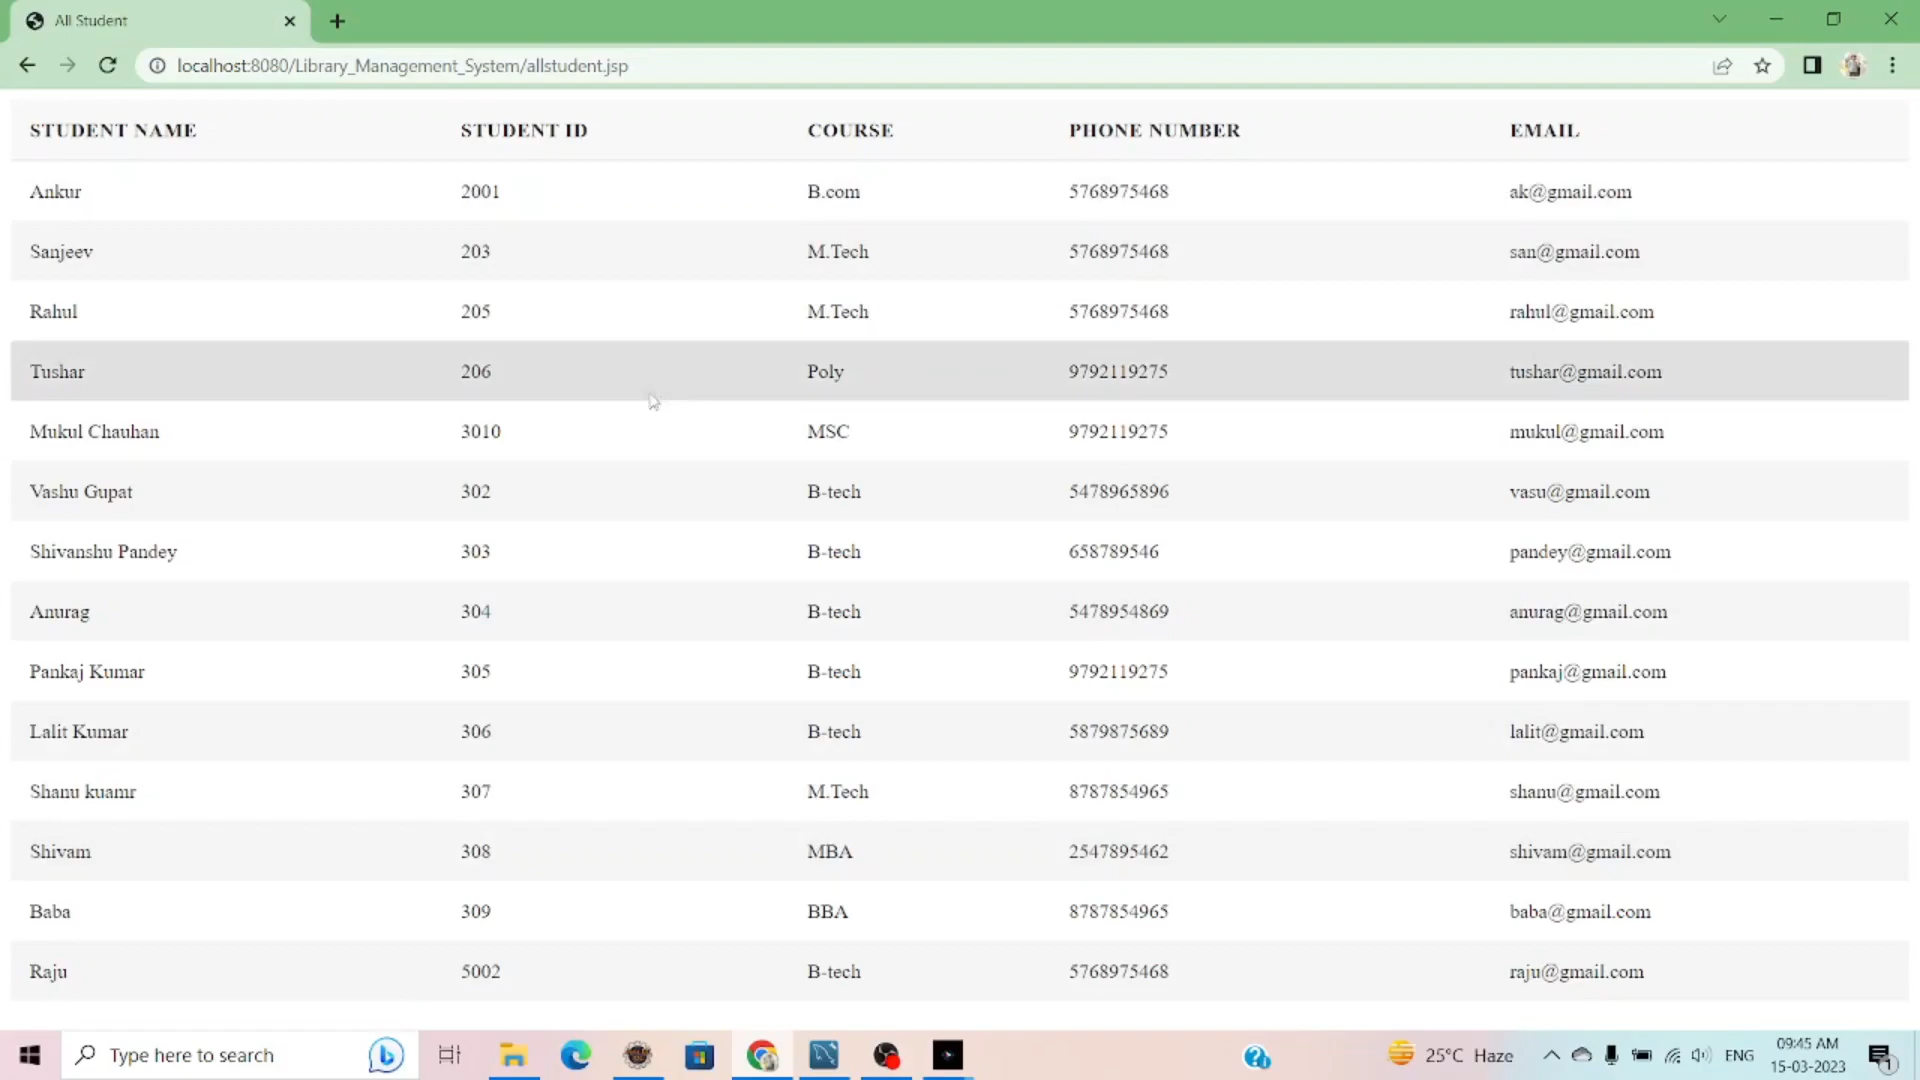 All Student
localhost:8080/Library_Management_System/allstudent.jsp
STUDENT NAME STUDENT ID COURSE PHONE NUMBER EMAIL
Ankur 2001 B.com 5768975468 ak@gmail.com
Sanjeev 203 M.Tech 5768975468 san@gmail.com
Rahul 205 M.Tech 5768975468 rahul@gmail.com
Tushar 206 Poly 9792119275 tushar@gmail.com
Mukul Chauhan 3010 MSC 9792119275 mukul@gmail.com
Vashu Gupat 302 B-tech 5478965896 vasu@gmail.com
Shivanshu Pandey 303 B-tech 658789546 pandey@gmail.com
Anurag 304 B-tech 5478954869 anurag@gmail.com
Pankaj Kumar 305 B-tech 9792119275 pankaj@gmail.com
Lalit Kumar 306 B-tech 5879875689 lalit@gmail.com
Shanu kuamr 307 M.Tech 8787854965 shanu@gmail.com
Shivam 308 MBA 2547895462 shivam@gmail.com
Baba 309 BBA 8787854965 baba@gmail.com
Raju 5002 B-tech 5768975468 raju@gmail.com
Type here to search
25°C Haze
ENG
09:45 AM
15-03-2023
1